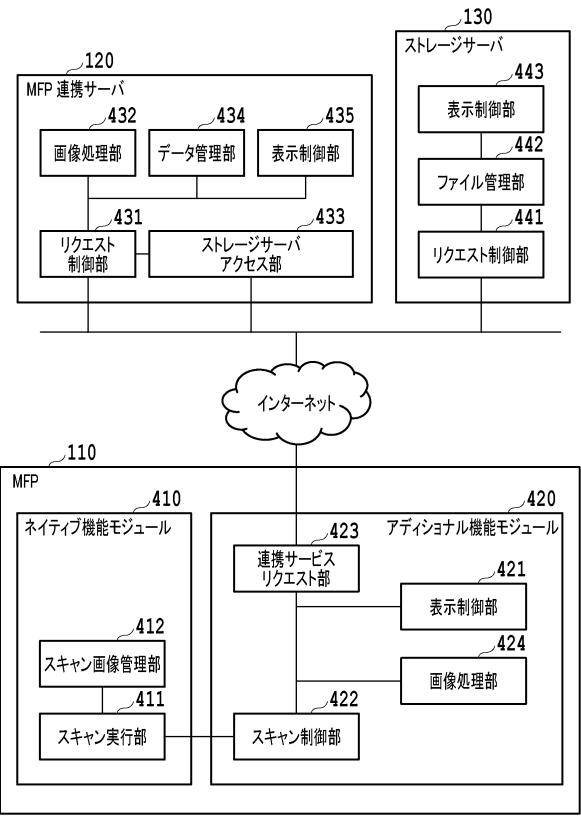 130
ストレージサーバ
120
MFP 連携サーバ
443
表示制御部
432
画像処理部
434
データ管理部
435
表示制御部
442
ファイル管理部
431
リクエスト
制御部
433
ストレージサーバ
アクセス部
441
リクエスト制御部
インターネット
110
MFP
410
ネイティブ機能モジュール
420
アディショナル機能モジュール
423
連携サービス
リクエスト部
421
表示制御部
412
スキャン画像管理部
424
画像処理部
411
スキャン実行部
422
スキャン制御部